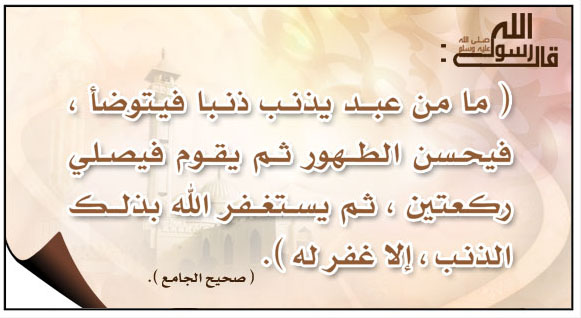 قال رسول الله صلى الله عليه وسلم :
( ما من عبد يذنب ذنبا فيتوضأ ،
فيحسن الطهور ثم يقوم فيصلي
ركعتين ، ثم يستغفر الله بذلك
الذنب ، إلا غفر له ).
( صحيح الجامع ).